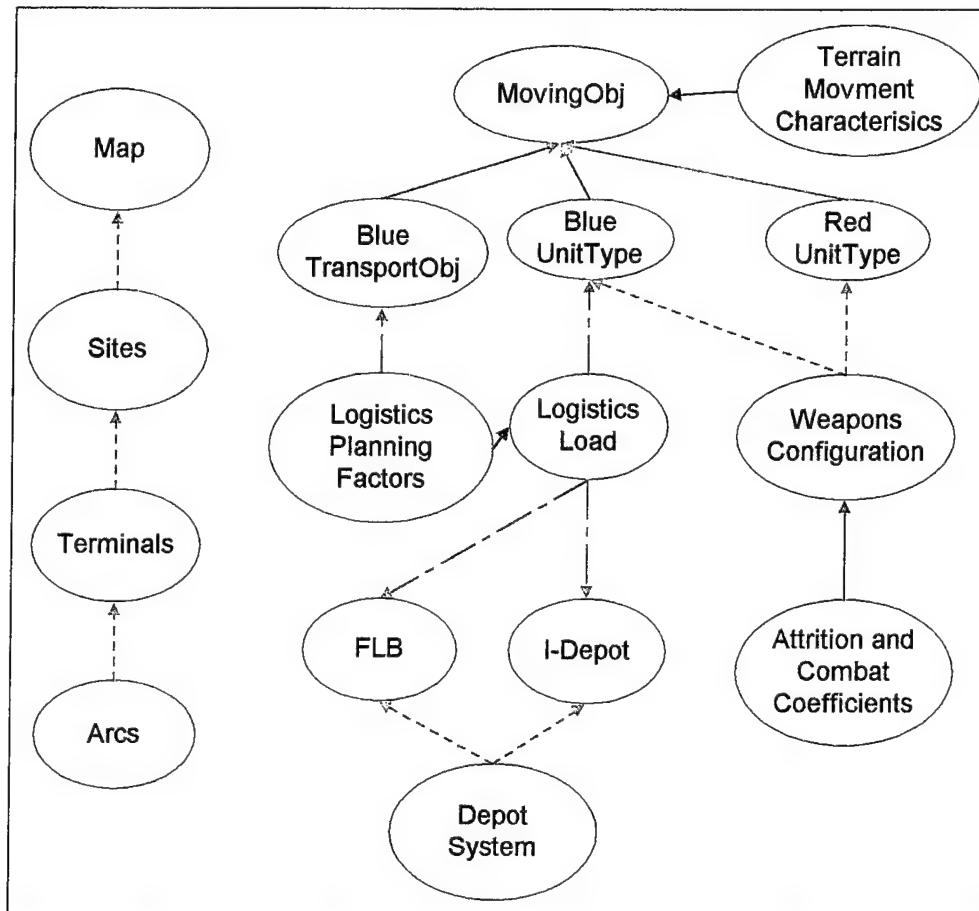 MovingObj
Terrain
Movment
Characterisics
Map
Blue
TransportObj
Blue
UnitType
Red
UnitType
Sites
Logistics
Planning
Factors
Logistics
Load
Weapons
Configuration
Terminals
FLB
I-Depot
Attrition and
Combat
Coefficients
Arcs
Depot
System